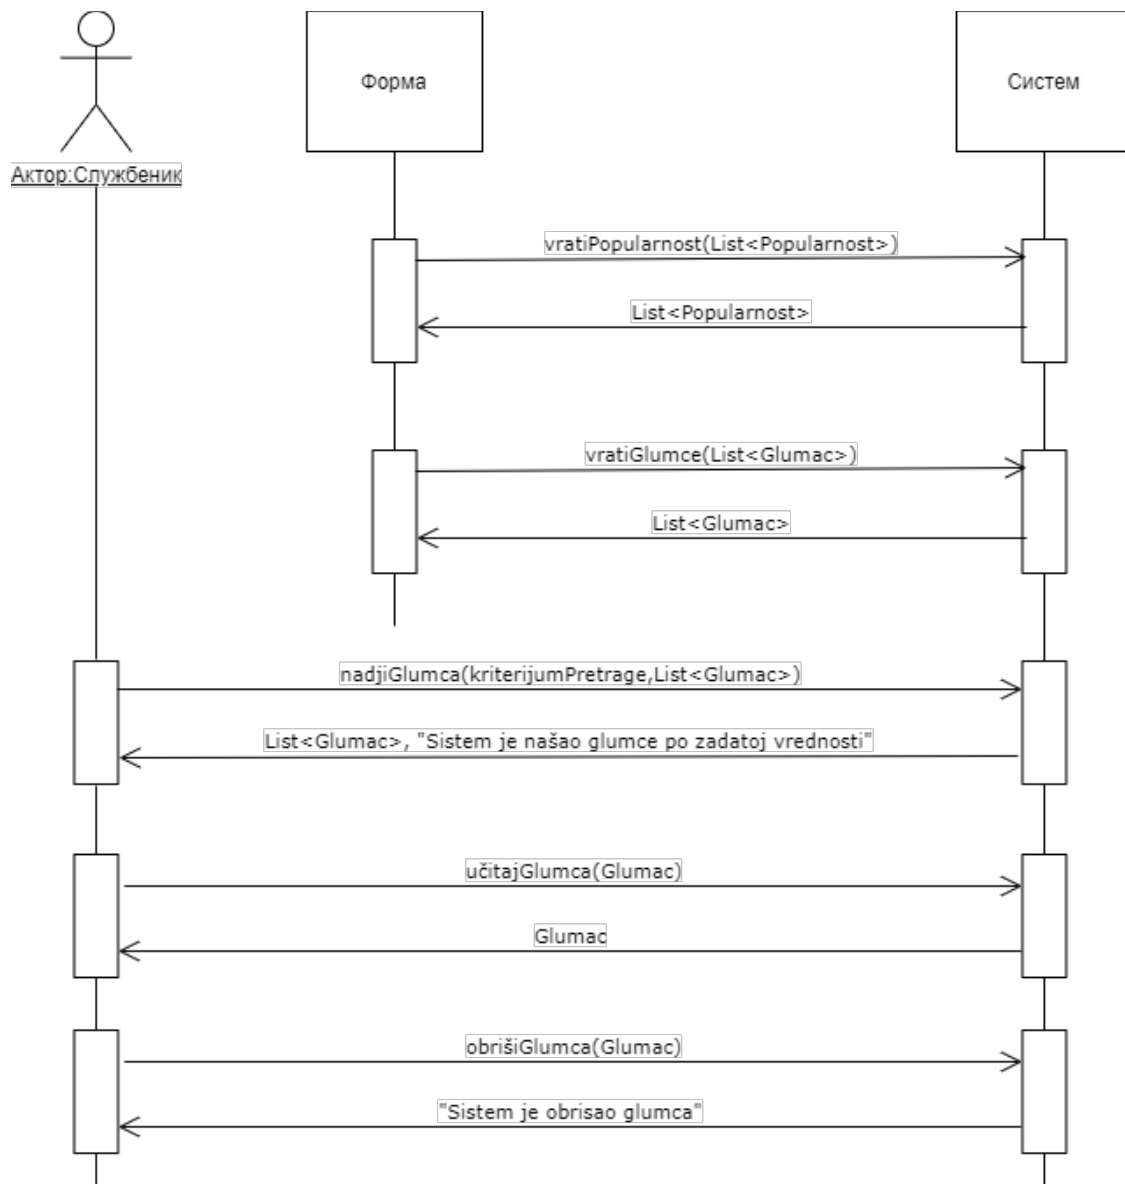 Форма
Систем
Актор:Службеник
vratiPopularnost(List<Popularnost>)
List<Popularnost>
vratiGlumce(List<Glumac>)
List<Glumac>
nadjiGlumca(kriterijumPretrage,List<Glumac>)
List<Glumac>, "Sistem je našao glumce po zadatoj vrednosti"
učitajGlumca(Glumac)
Glumac
obrišiGlumca(Glumac)
"Sistem je obrisao glumca"